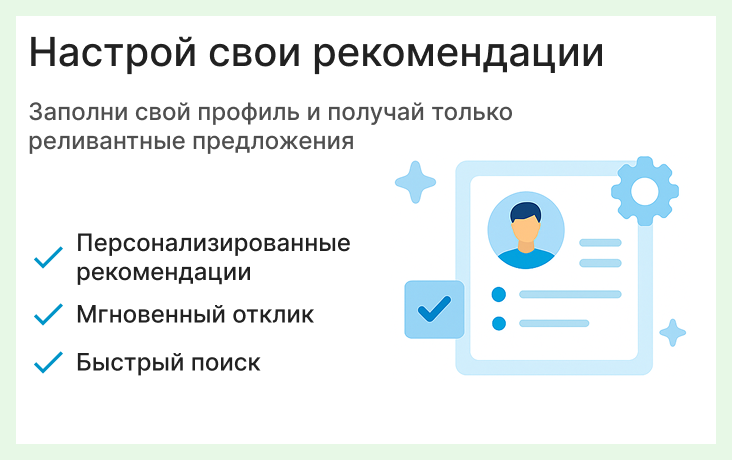 Настрой свои рекомендации
Заполни свой профиль и получай только
реливантные предложения
Персонализированные
рекомендации
Мгновенный отклик
Быстрый поиск